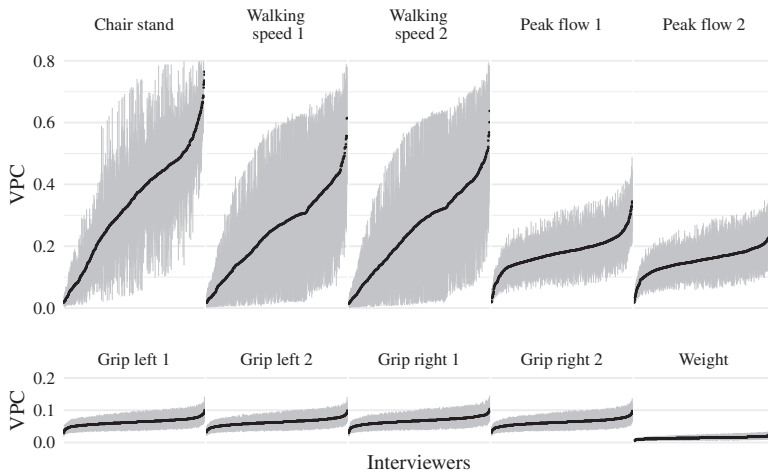 Chair stand
Walking
speed 1
Walking
speed 2
Peak flow 1
Peak flow 2
VPC
0.8
0.6
0.4
0.2
0.0
Grip left 1
Grip left 2
Grip right 1
Grip right 2
Weight
VPC
0.2
0.1
0.0
Interviewers